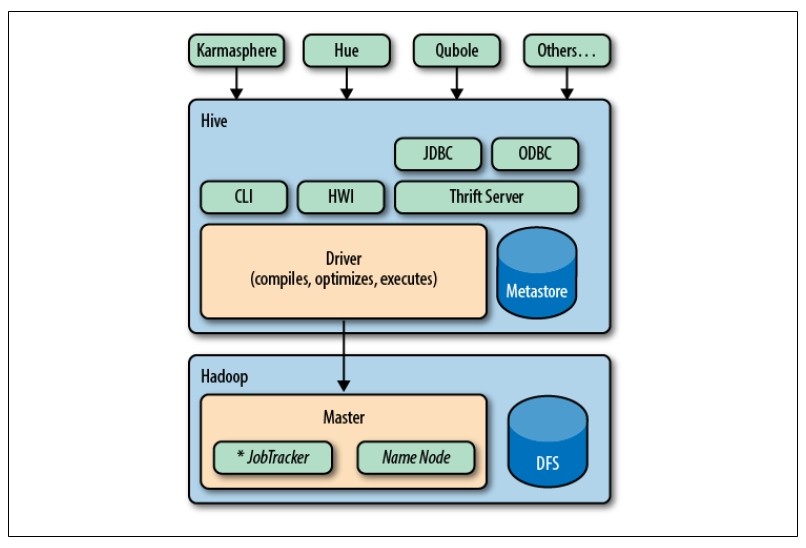 Karmasphere
Hue
Qubole
Others...
Hive
JDBC
ODBC
CLI
HWI
Thrift Server
Driver
(compiles, optimizes, executes)
Metastore
Hadoop
Master
* JobTracker
Name Node
DFS